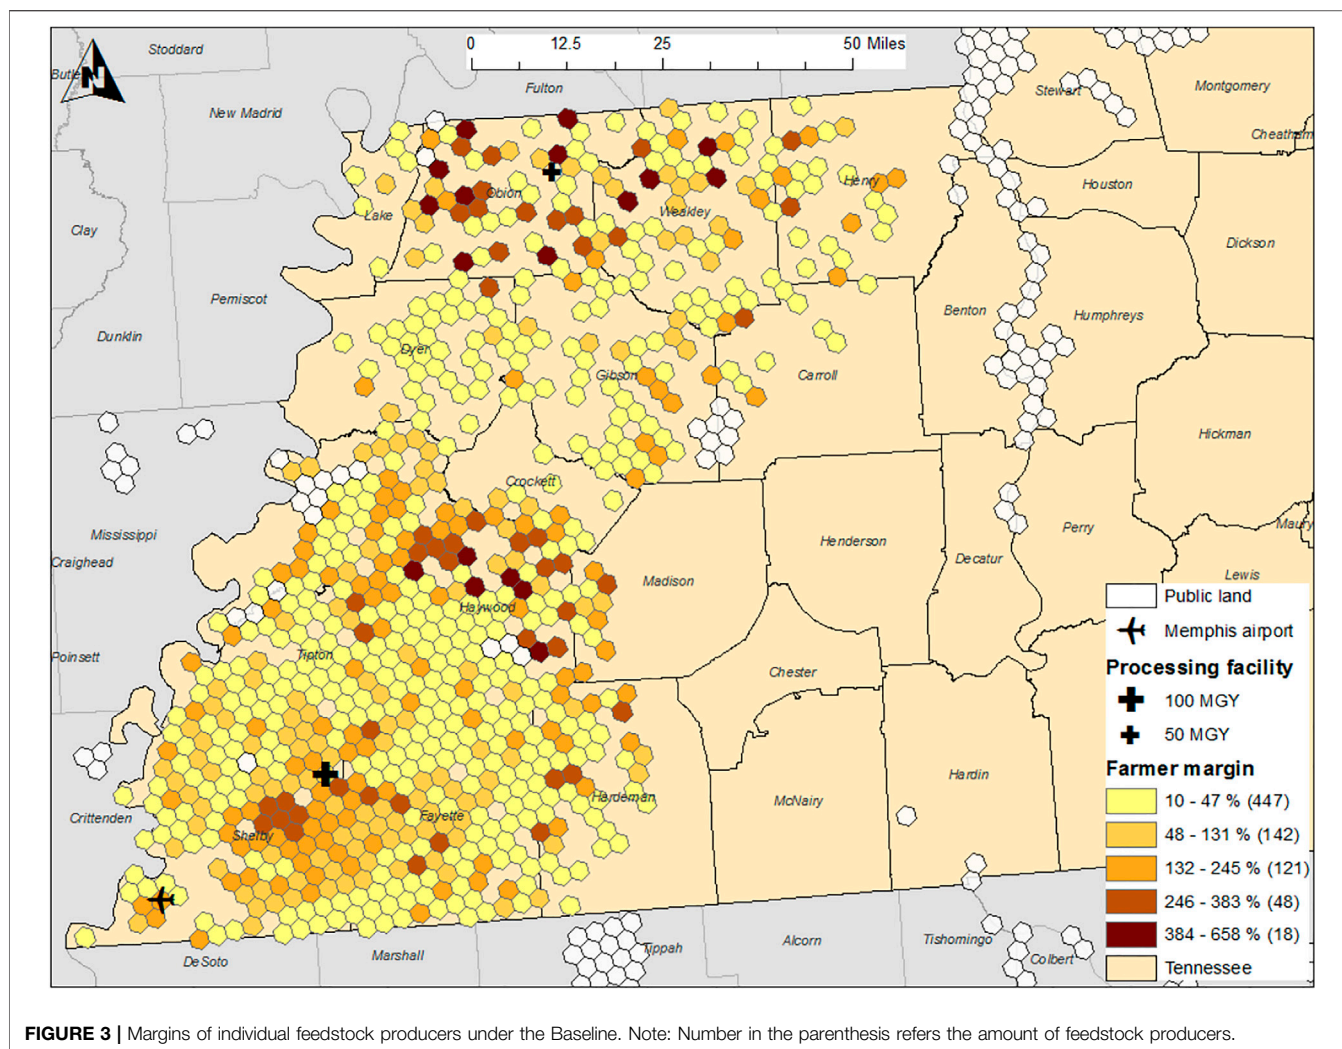 0 12.5 25 50 Miles
Stoddard
Butle
N
New Madrid
Fulton
Stewart
Montgomery
Cheatham
Houston
Henry
Obion
Weakley
Lake
Clay
Dickson
Pemiscot
Benton
Humphreys
Dunklin
Dyer
Gibson
Carroll
Hickman
Crockett
Mississippi
Craighead
Henderson
Perry
Maury
Decatur
Madison
Lewis
Haywood
Poinsett
Tipton
Chester
Hardin
McNairy
Hardeman
Crittenden
Fayette
Shelby
DeSoto
Marshall
Tippah
Alcorn
Tishomingo
Colbert
Public land
Memphis airport
Processing facility
100 MGY
50 MGY
Farmer margin
10 - 47 % (447)
48 - 131 % (142)
132 - 245 % (121)
246 - 383 % (48)
384 - 658 % (18)
Tennessee
FIGURE 3 | Margins of individual feedstock producers under the Baseline. Note: Number in the parenthesis refers the amount of feedstock producers.